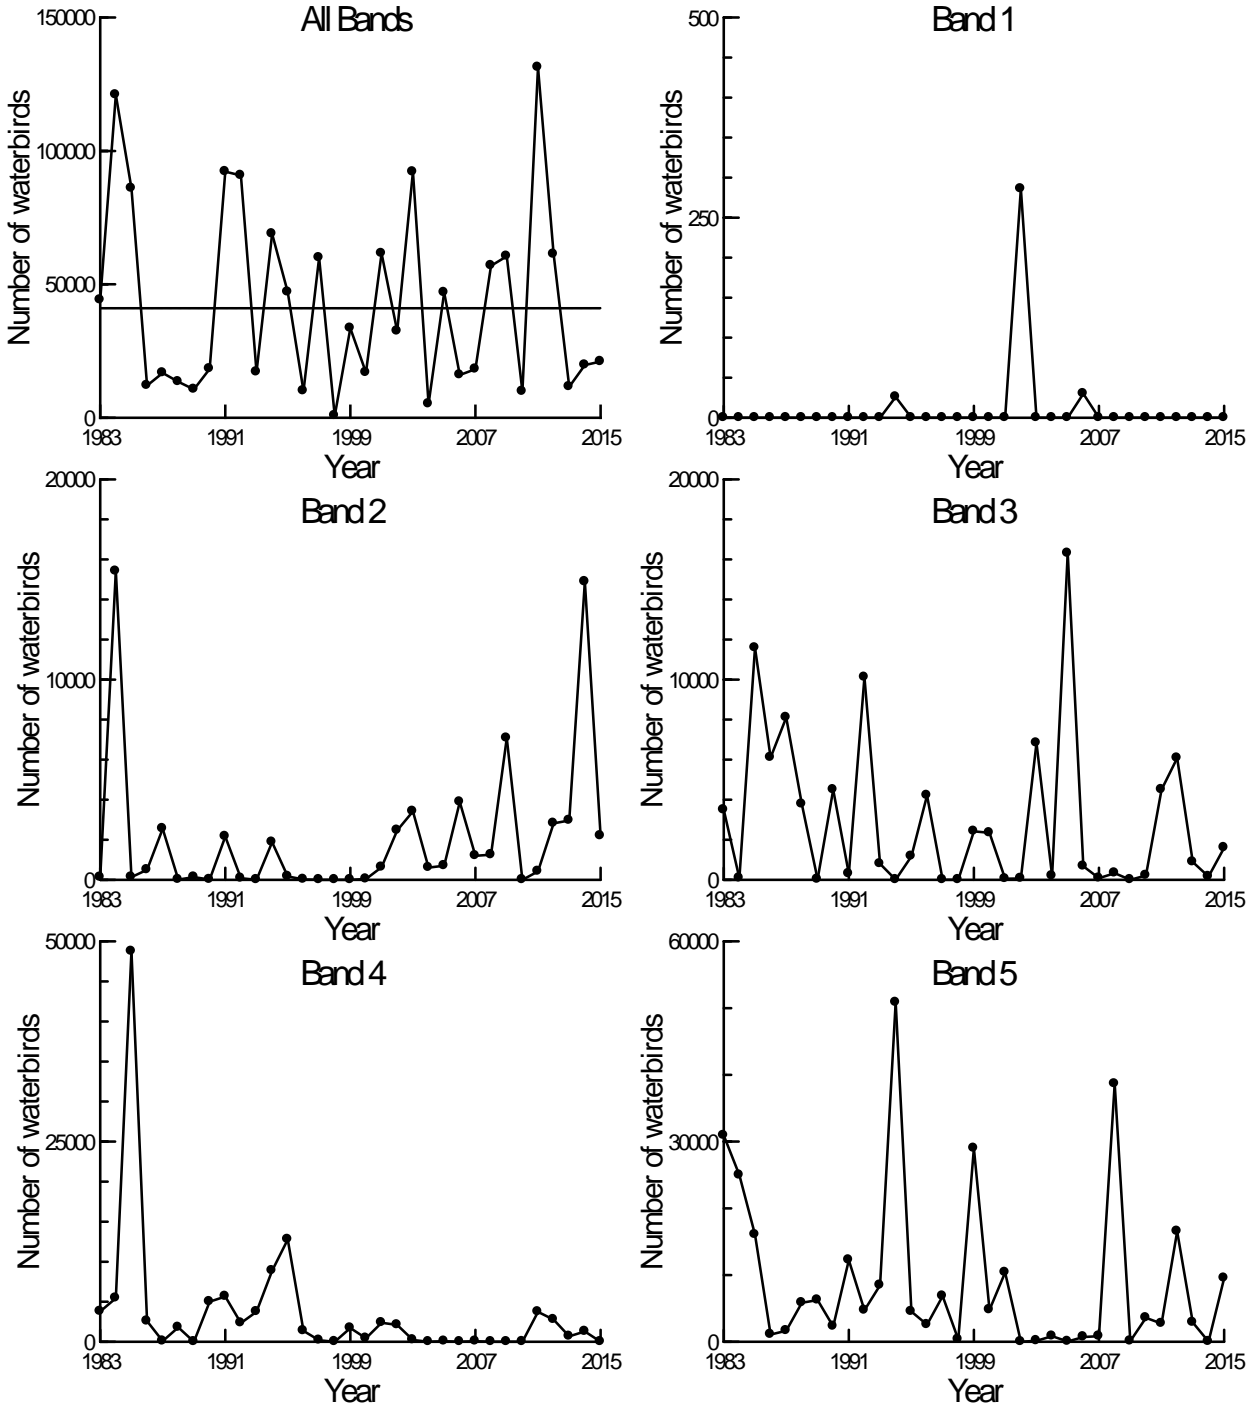 All Bands
Number of waterbirds
150000
100000
50000
0
1983
1991
1999
2007
2015
Year
Band 1
Number of waterbirds
500
250
0
1983
1991
1999
2007
2015
Year
Band 2
Number of waterbirds
20000
10000
0
1983
1991
1999
2007
2015
Year
Band 3
Number of waterbirds
20000
10000
0
1983
1991
1999
2007
2015
Year
Band 4
Number of waterbirds
50000
25000
0
1983
1991
1999
2007
2015
Year
Band 5
Number of waterbirds
60000
30000
0
1983
1991
1999
2007
2015
Year